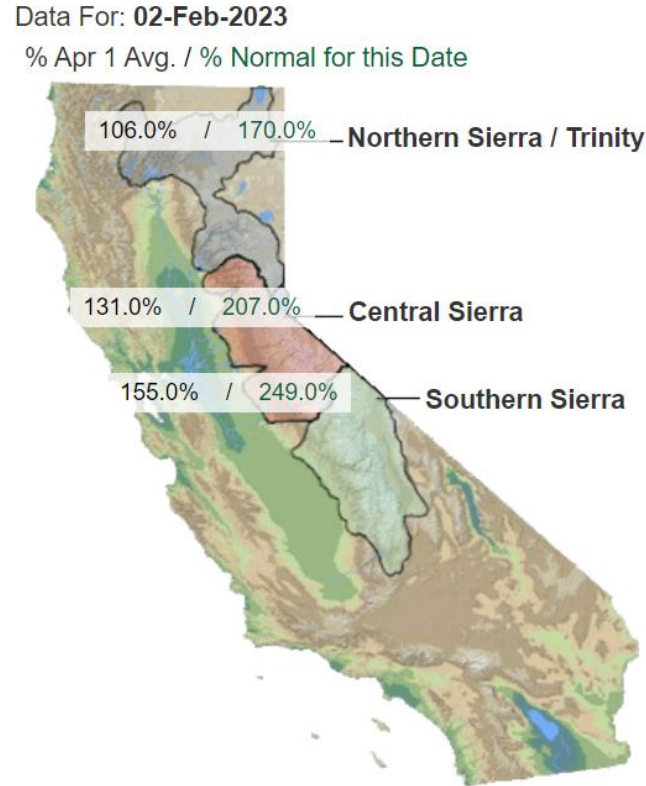 Data For: 02-Feb-2023
% Apr 1 Avg. / % Normal for this Date
106.0% / 170.0% Northern Sierra / Trinity
131.0% / 207.0% Central Sierra
155.0% / 249.0% Southern Sierra